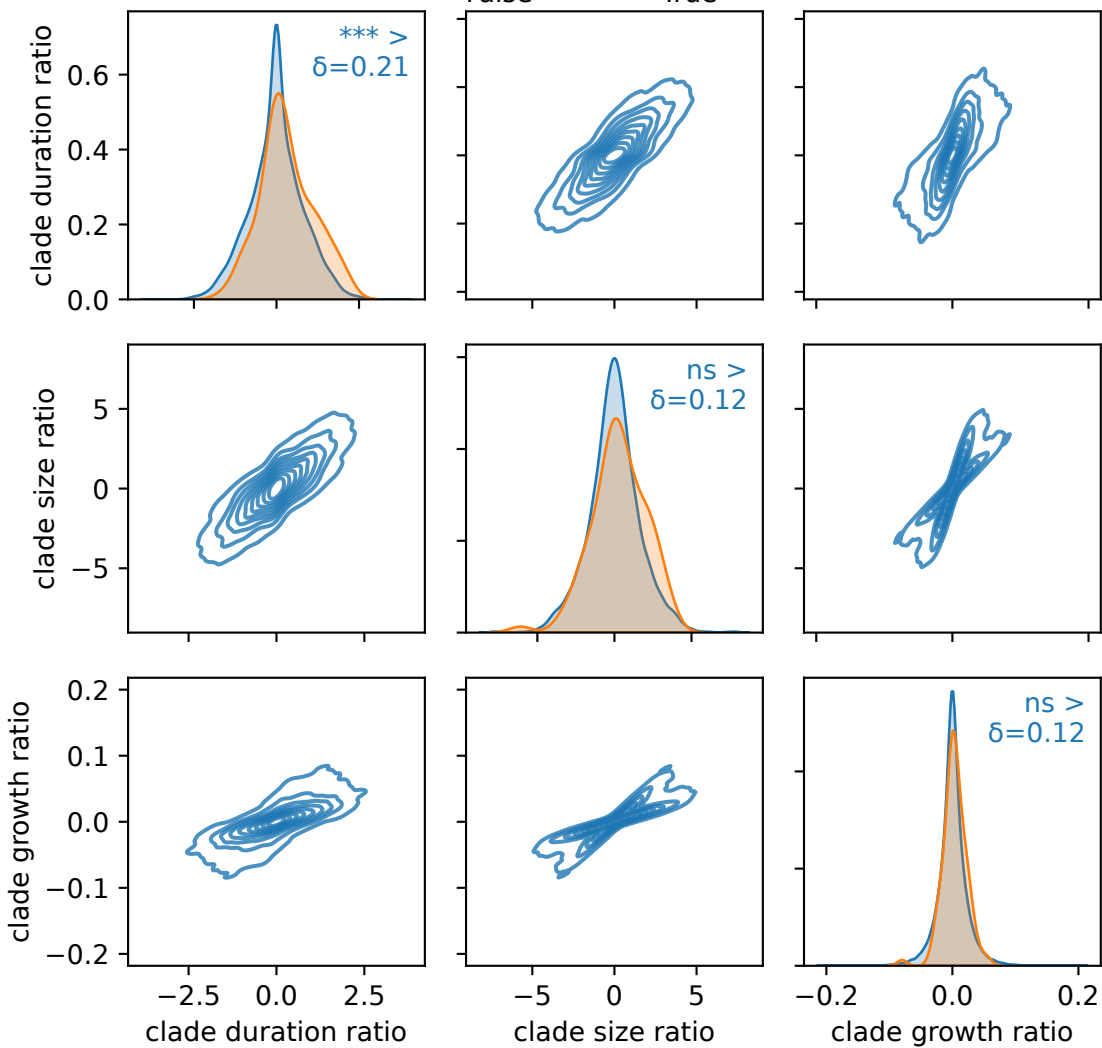 True
clade duration ratio
0.6
0.4
0.2
0.0
*** >
δ=0.21
clade size ratio
5
0
−5
ns >
δ=0.12
clade growth ratio
0.2
0.1
0.0
−0.1
−0.2
ns >
δ=0.12
−2.5 0.0 2.5
−5 0 5
−0.2 0.0 0.2
clade duration ratio
clade size ratio
clade growth ratio